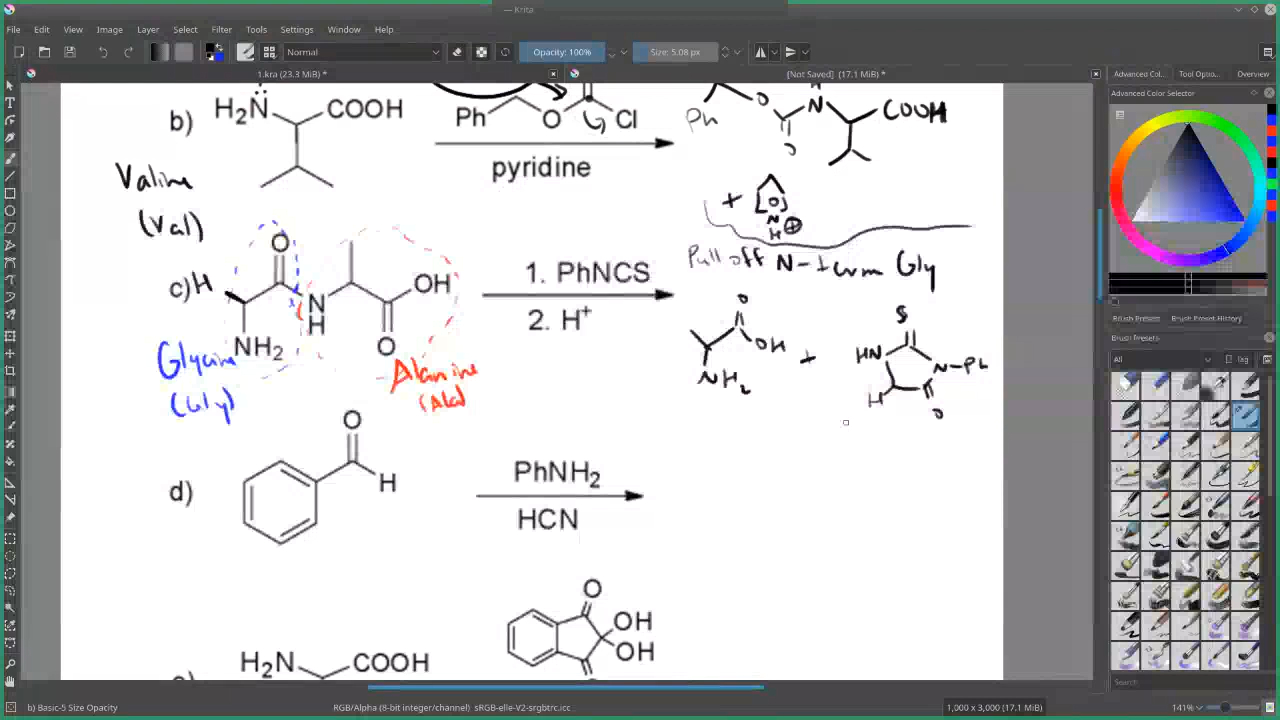 — Krita
File Edit View Image Layer Select Filter Tools Settings Window Help
Normal Opacity: 100% Size: 5.08 px
1.kra (23.3 MiB) * [Not Saved] (17.1 MiB) *
Advanced Col... Tool Optio... Overview
Advanced Color Selector
b) H2N COOH Ph O Cl
pyridine
Ph O N O COOH
Valine
(Val)
+ N H ⊕
Pull off N-term Gly
c) H O N H OH O NH2
1. PhNCS
2. H+
O OH NH2 + S HN N-Ph H O
Glycine
(Gly)
Alanine
(Ala)
d) O H
PhNH2
HCN
H2N COOH
O OH OH
Brush Presets Brush Preset History
Brush Presets
All Tag
Search
b) Basic-5 Size Opacity RGB/Alpha (8-bit integer/channel) sRGB-elle-V2-srgbtrc.icc 1,000 x 3,000 (17.1 MiB) 141%